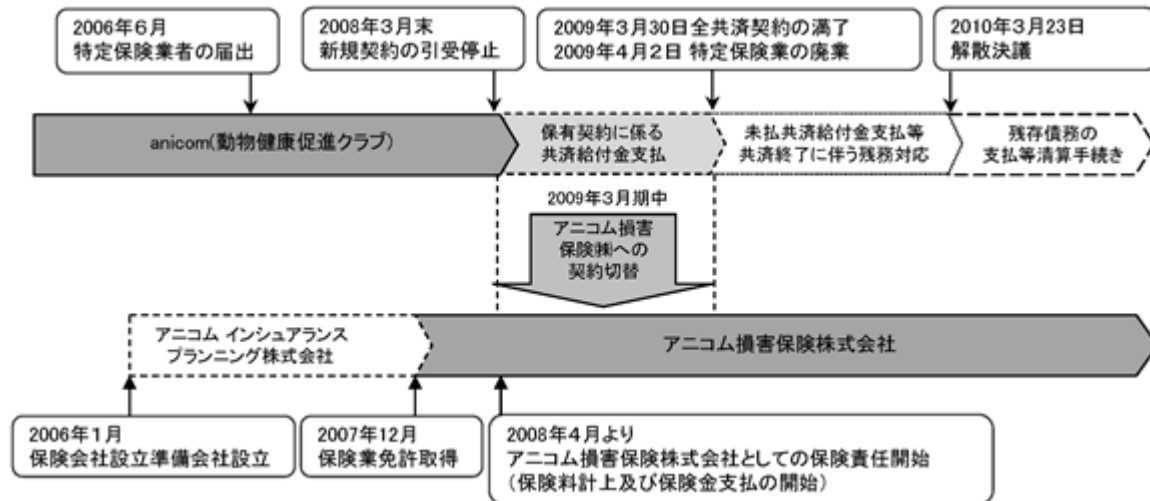 2006年6月
特定保険業者の届出
2008年3月末
新規契約の引受停止
2009年3月30日全共済契約の満了
2009年4月2日 特定保険業の廃業
2010年3月23日
解散決議
anicom(動物健康促進クラブ)
保有契約に係る
共済給付金支払
未払共済給付金支払等
共済終了に伴う残務対応
残存債務の
支払等清算手続き
2009年3月期中
アニコム損害
保険㈱への
契約切替
アニコム インシュアランス
プランニング株式会社
アニコム損害保険株式会社
2006年1月
保険会社設立準備会社設立
2007年12月
保険業免許取得
2008年4月より
アニコム損害保険株式会社としての保険責任開始
(保険料計上及び保険金支払の開始)